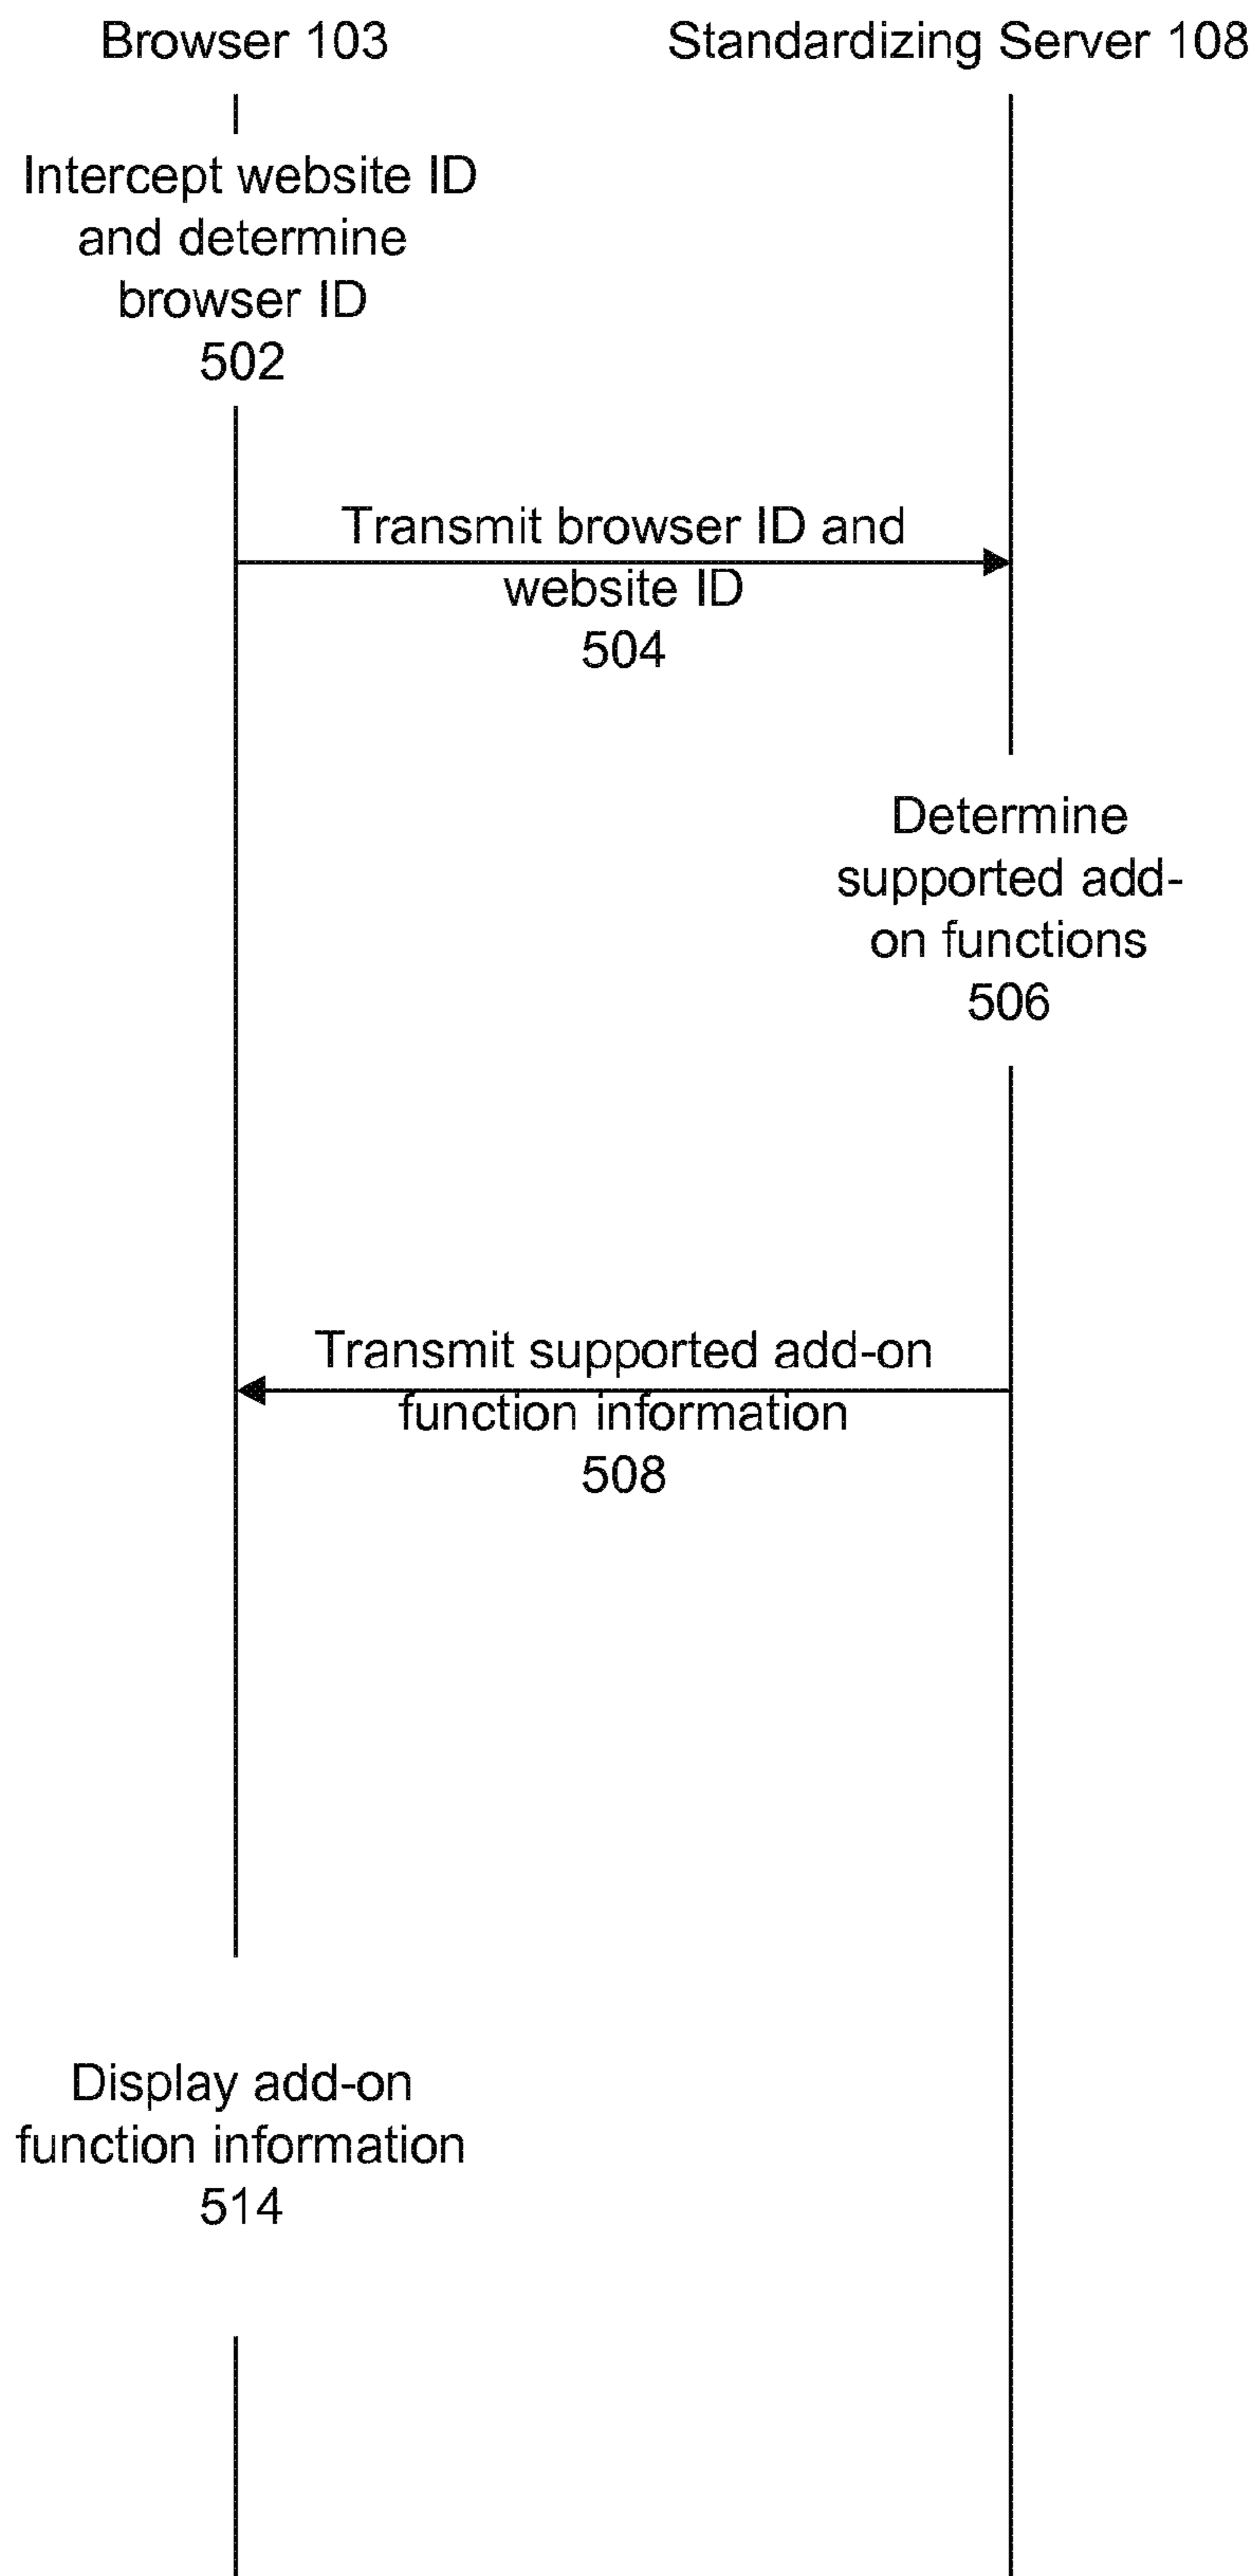 Browser 103
Standardizing Server 108
Intercept website ID
and determine
browser ID
502
Transmit browser ID and
website ID
504
Determine
supported add-
on functions
506
Transmit supported add-on
function information
508
Display add-on
function information
514